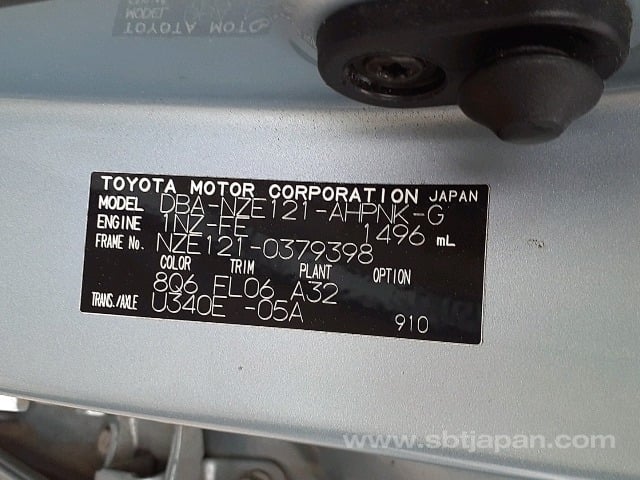 TOYOTA MOTOR CORPORATION JAPAN
MODEL DBA-NZE121-AHPNK-G
ENGINE 1NZ-FE 1496 mL
FRAME No. NZE121-0379398
COLOR TRIM PLANT OPTION
8Q6 FL06 A32
TRANS./AXLE U340E -05A
910
www.sbtjapan.com